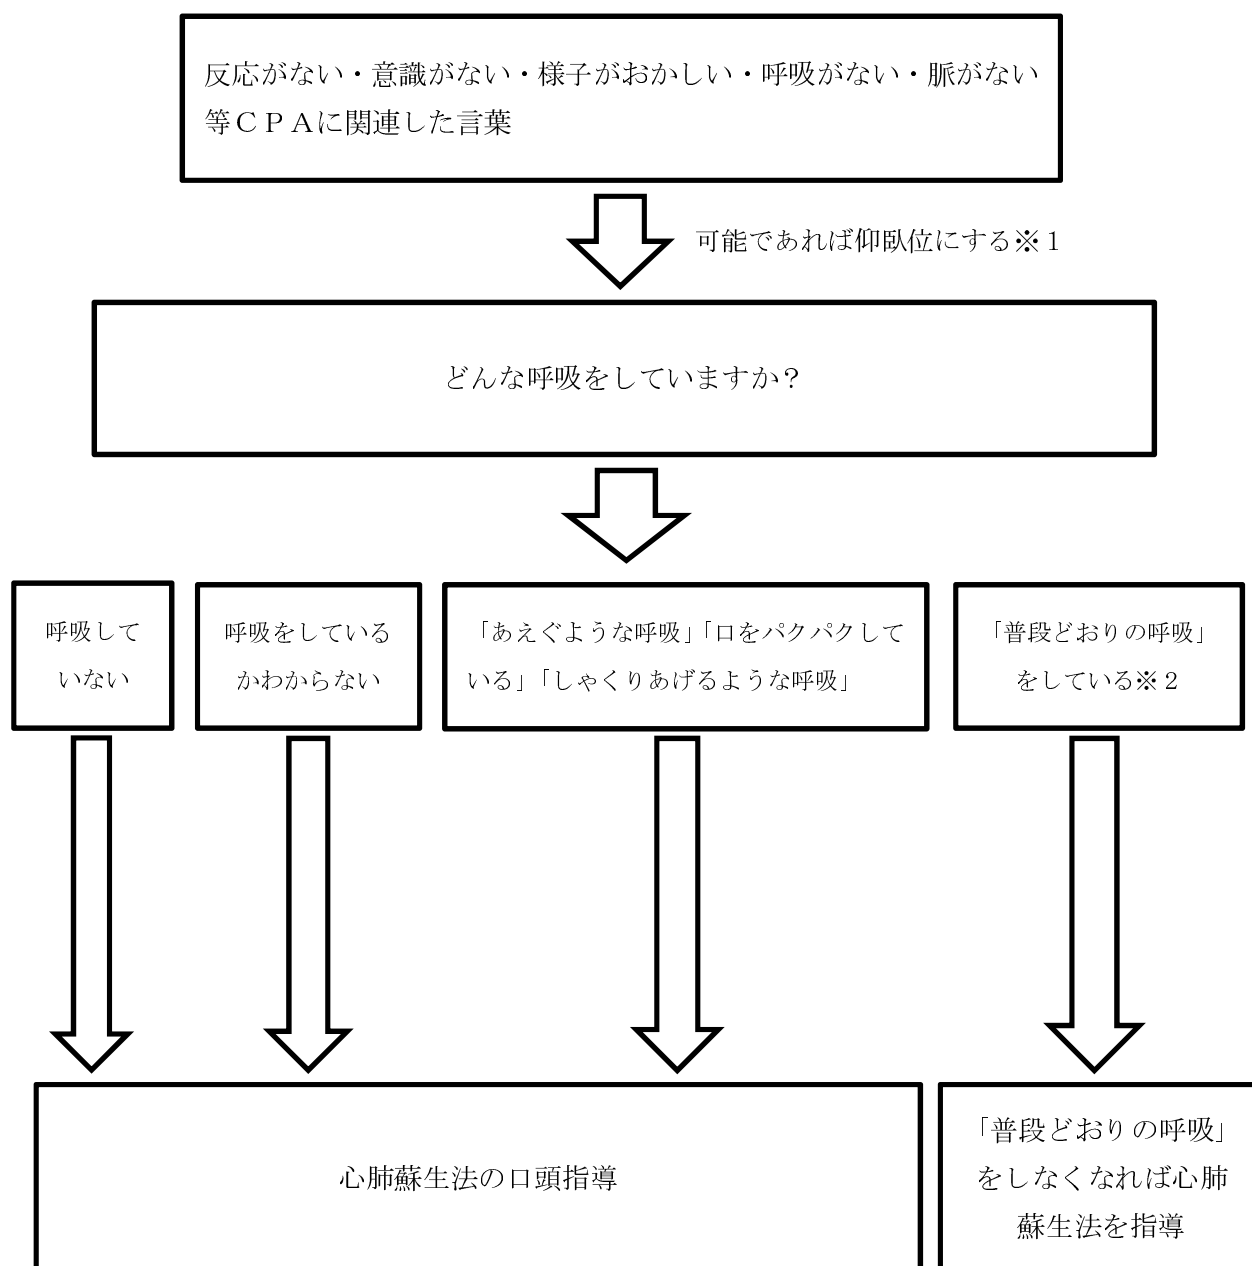 反応がない・意識がない・様子がおかしい・呼吸がない・脈がない
等ＣＰＡに関連した言葉
可能であれば仰臥位にする※１
どんな呼吸をしていますか？
呼吸して
いない
呼吸をしている
かわからない
「あえぐような呼吸」「口をパクパクして
いる」「しゃくりあげるような呼吸」
「普段どおりの呼吸」
をしている※２
心肺蘇生法の口頭指導
「普段どおりの呼吸」
をしなくなれば心肺
蘇生法を指導